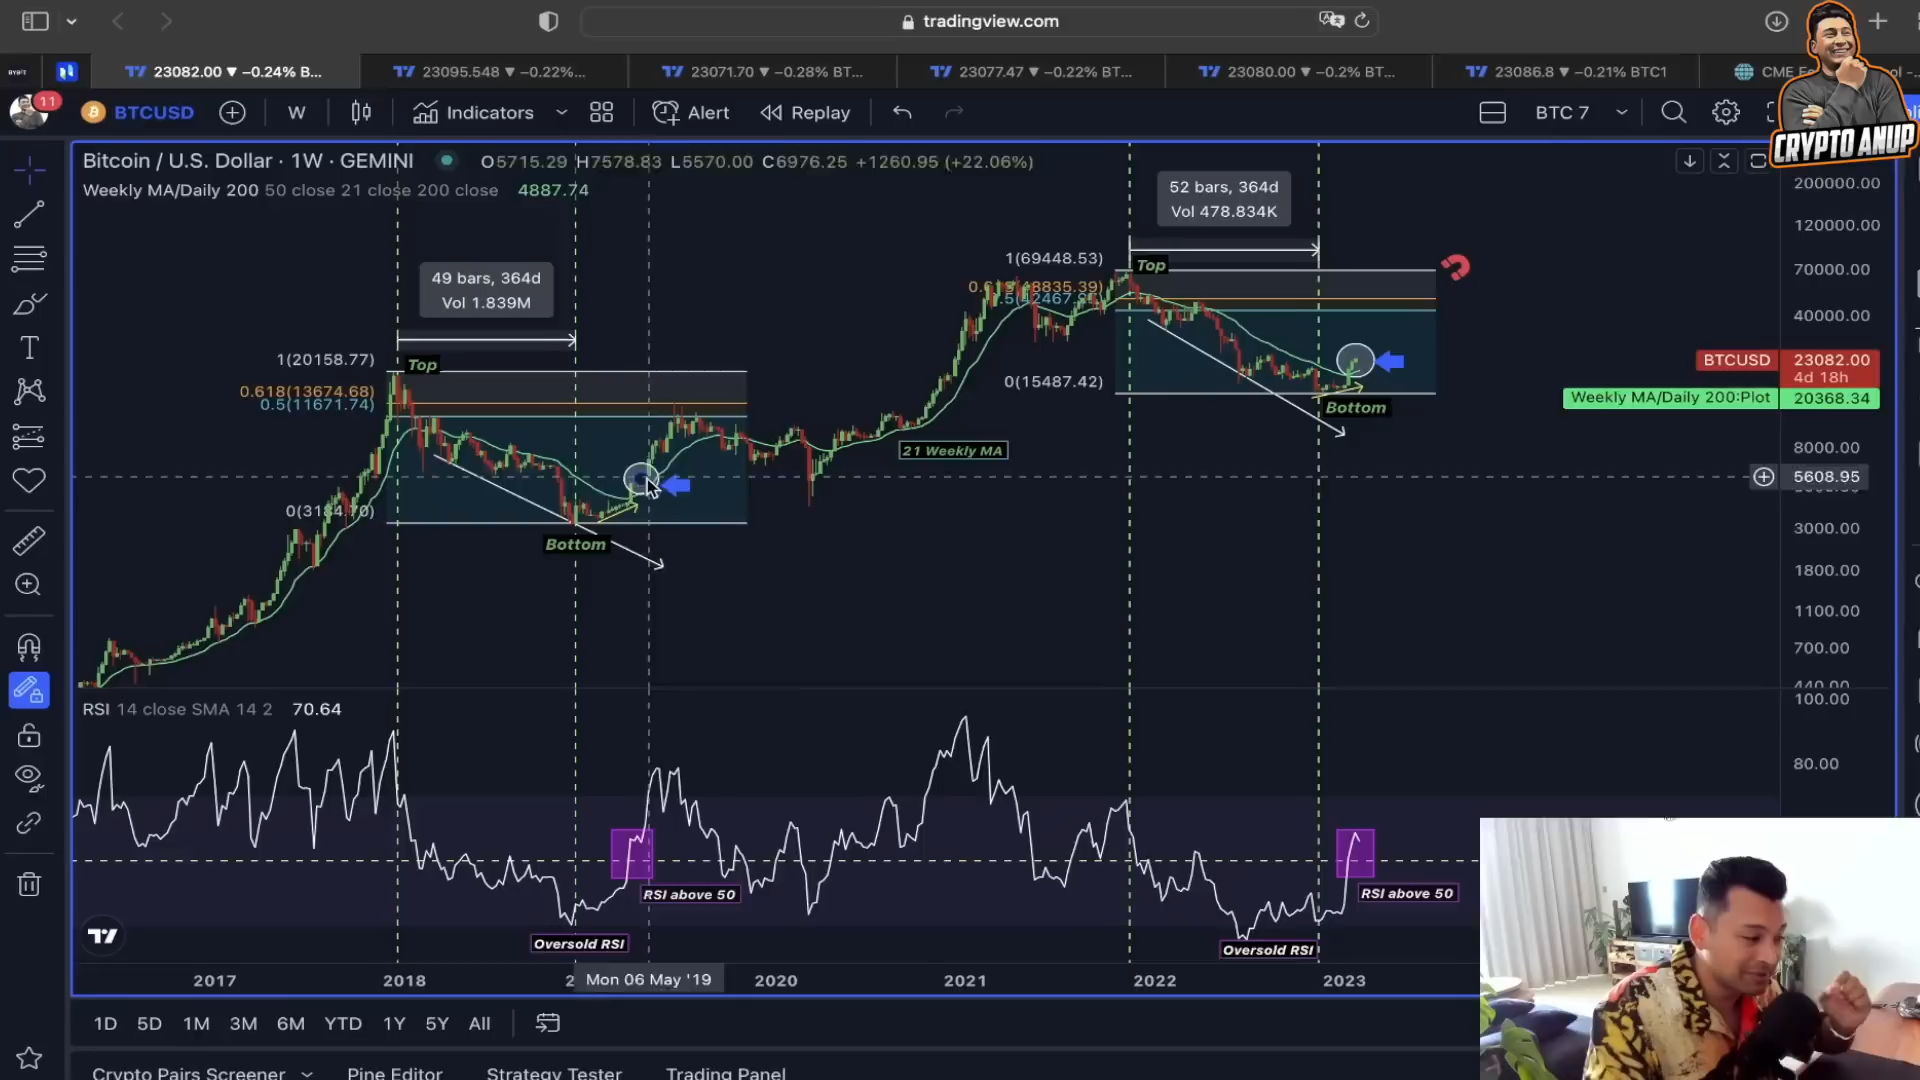 tradingview.com
BYBIT
23082.00 ▼ −0.24% B...
23095.548 ▼ −0.22%...
23071.70 ▼ −0.28% BT...
23077.47 ▼ −0.22% BT...
23080.00 ▼ −0.2% BT...
23086.8 ▼ −0.21% BTC1
CRYPTO ANUP
11
BTCUSD
W
Indicators
Alert
Replay
BTC 7
Bitcoin / U.S. Dollar · 1W · GEMINI
O5715.29 H7578.83 L5570.00 C6976.25 +1260.95 (+22.06%)
Weekly MA/Daily 200 50 close 21 close 200 close 4887.74
52 bars, 364d
Vol 478.834K
49 bars, 364d
Vol 1.839M
1(69448.53)
Top
1(20158.77)
Top
0.618(13674.68)
0.5(11671.74)
0(15487.42)
Bottom
21 Weekly MA
Bottom
200000.00
120000.00
70000.00
40000.00
BTCUSD 23082.00
4d 18h
Weekly MA/Daily 200:Plot 20368.34
8000.00
5608.95
3000.00
1800.00
1100.00
700.00
440.00
RSI 14 close SMA 14 2 70.64
100.00
80.00
RSI above 50
RSI above 50
Oversold RSI
Oversold RSI
2017
2018
Mon 06 May '19
2020
2021
2022
2023
1D 5D 1M 3M 6M YTD 1Y 5Y All
Crypto Pairs Screener
Pine Editor
Strategy Tester
Trading Panel